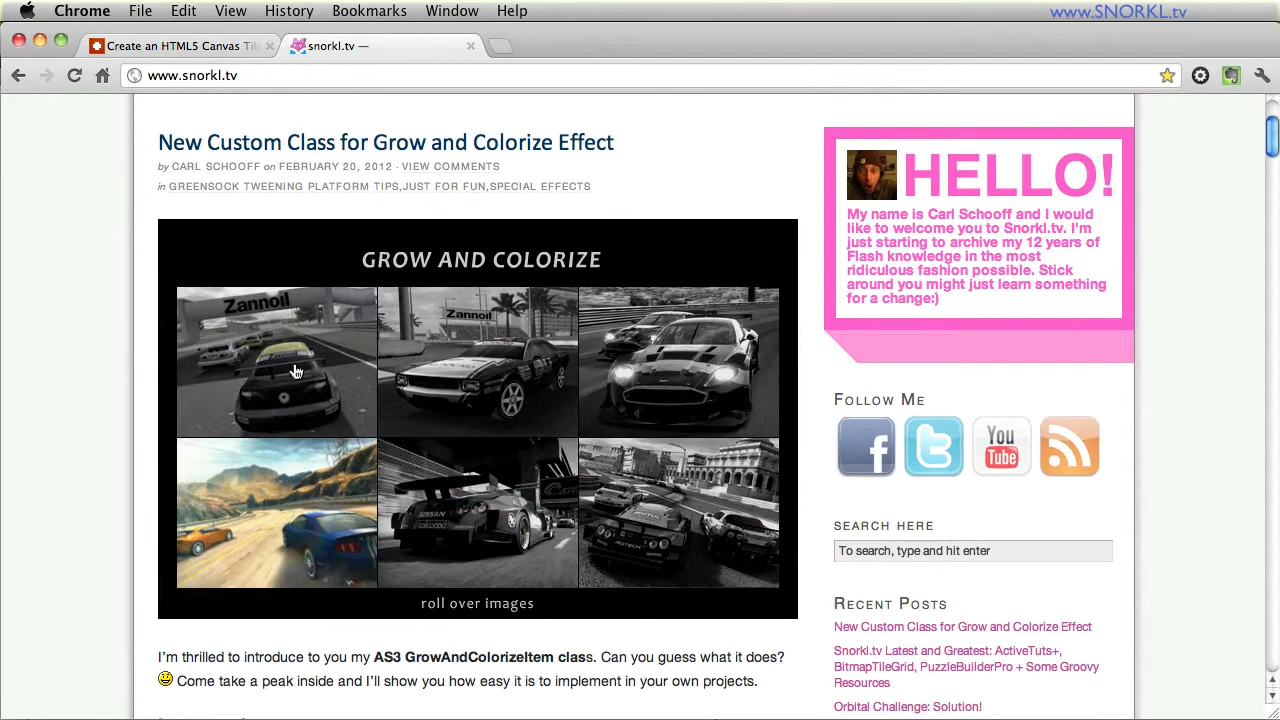 Chrome File Edit View History Bookmarks Window Help
www.SNORKL.tv
Create an HTML5 Canvas Tile
snorkl.tv —
www.snorkl.tv
New Custom Class for Grow and Colorize Effect
by CARL SCHOOFF on FEBRUARY 20, 2012 · VIEW COMMENTS
in GREENSOCK TWEENING PLATFORM TIPS,JUST FOR FUN,SPECIAL EFFECTS
GROW AND COLORIZE
Zannoil
Zannoil
NISSAN
AUTECH
roll over images
I'm thrilled to introduce to you my AS3 GrowAndColorizeItem class. Can you guess what it does?
Come take a peak inside and I'll show you how easy it is to implement in your own projects.
HELLO!
My name is Carl Schooff and I would
like to welcome you to Snorkl.tv. I'm
just starting to archive my 12 years of
Flash knowledge in the most
ridiculous fashion possible. Stick
around you might just learn something
for a change:)
FOLLOW ME
f
t
You
Tube
SEARCH HERE
To search, type and hit enter
RECENT POSTS
New Custom Class for Grow and Colorize Effect
Snorkl.tv Latest and Greatest: ActiveTuts+,
BitmapTileGrid, PuzzleBuilderPro + Some Groovy
Resources
Orbital Challenge: Solution!